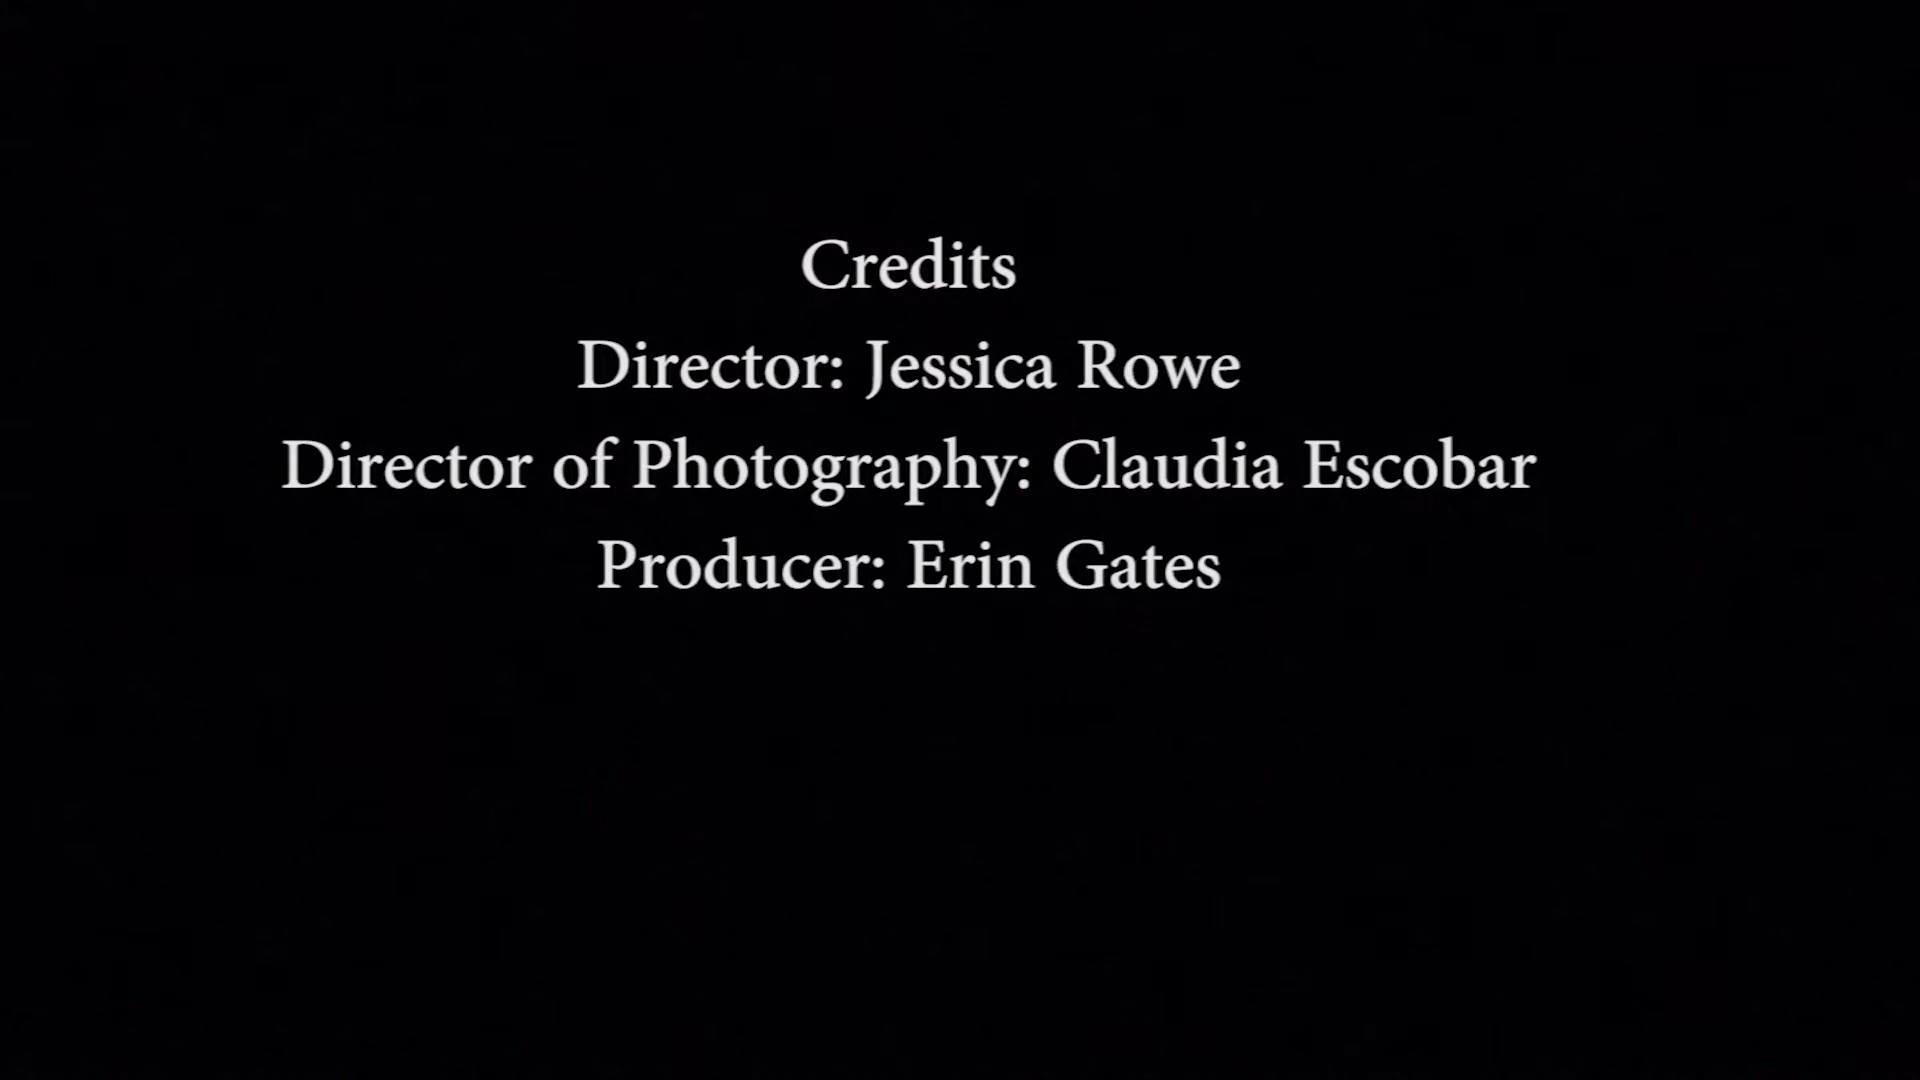 Credits
Director: Jessica Rowe
Director of Photography: Claudia Escobar
Producer: Erin Gates